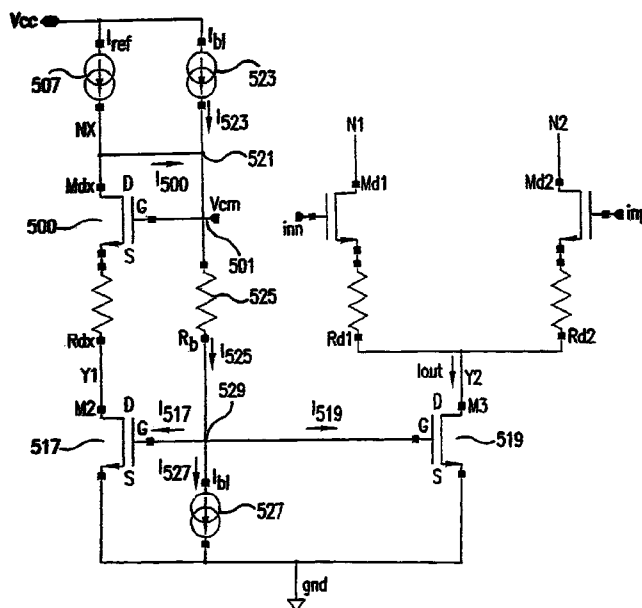 Vcc
Iref
Ibl
507
523
I523
NX
521
N1
N2
Mdx
D
I500
G
Vcm
Md1
Md2
inn
inp
500
S
501
525
Rdx
Rb
I525
Rd1
Rd2
Y1
Iout
Y2
M2
D
I517
529
I519
D
M3
517
G
G
519
S
I527
Ibl
S
527
gnd